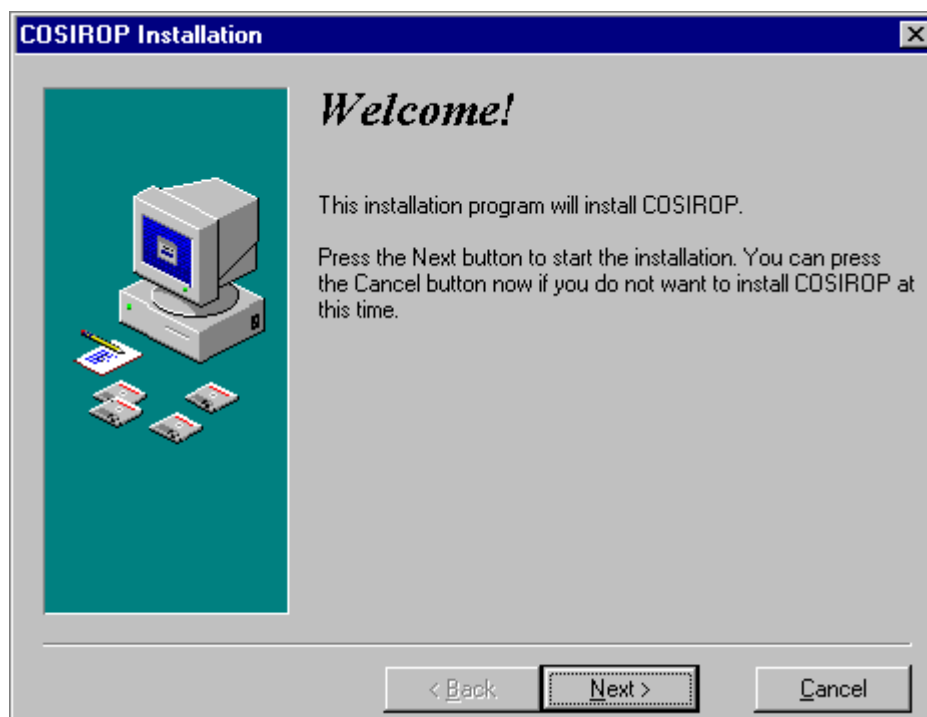 COSIROP Installation
Welcome!
This installation program will install COSIROP.
Press the Next button to start the installation. You can press
the Cancel button now if you do not want to install COSIROP at
this time.
< Back
Next >
Cancel